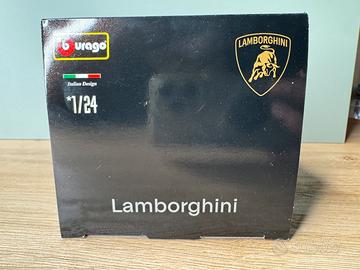 burago
LAMBORGHINI
Italian Design
1/24
Lamborghini